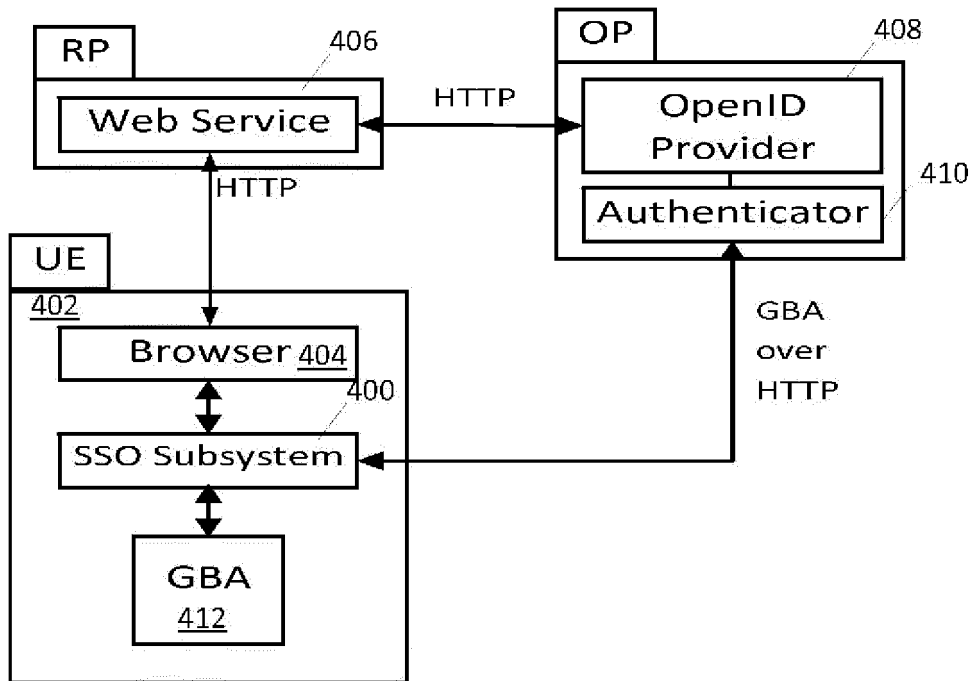 RP
406
Web Service
HTTP
OP
408
OpenID
Provider
410
Authenticator
HTTP
UE
402
Browser 404
400
SSO Subsystem
GBA
412
GBA
over
HTTP